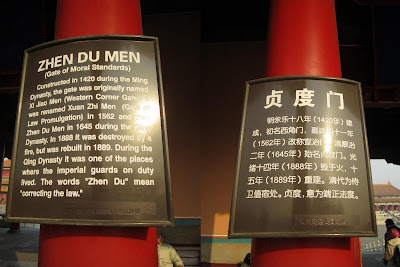 ZHEN DU MEN
(Gate of Moral Standards)
Constructed in 1420 during the Ming
Dynasty, the gate was originally named
Xi Jiao Men (Western Corner Gate).
was renamed Xuan Zhi Men (Gate of
Law Promulgation) in 1562 and
Zhen Du Men in 1645 during the
Dynasty. In 1888 it was destroyed by a
fire, but was rebuilt in 1889. During the
Qing Dynasty it was one of the places
where the imperial guards on duty
lived. The words "Zhen Du" mean
"correcting the law."
贞度门
明永乐十八年（1420年）建
成，初名西角门，嘉靖四十一年
（1562年）改称宣治门，清顺治
二年（1645年）始名贞度门。光
绪十四年（1888年）毁于火，十
五年（1889年）重建。清代为侍
卫值宿处。贞度，意为端正法度。